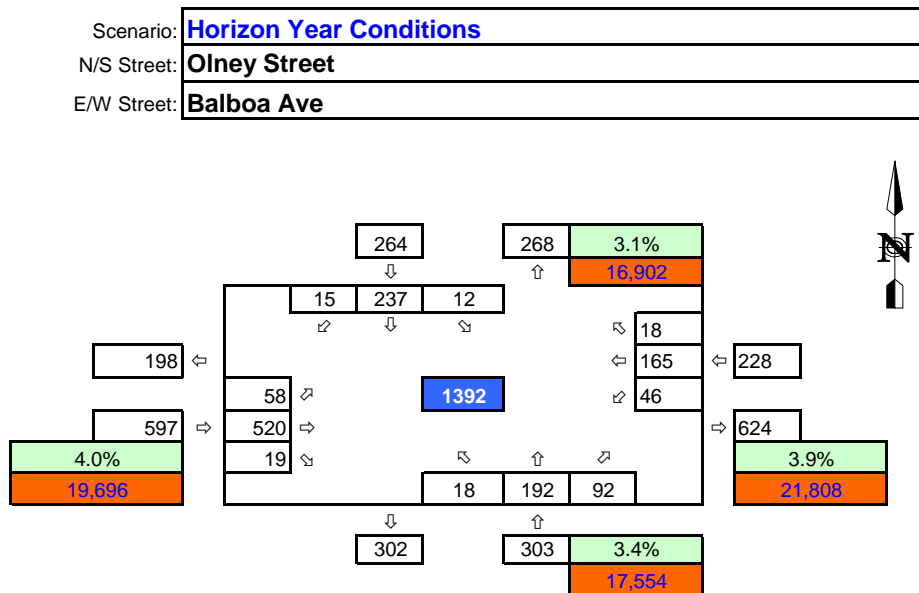 Scenario: Horizon Year Conditions
N/S Street: Olney Street
E/W Street: Balboa Ave
N
264 268 3.1%
⇩ ⇧ 16,902
15 237 12
⬃ ⇩ ⬂ ⬁ 18
198 ⇦ ⇦ 165 ⇦ 228
58 ⬀ 1392 ⬃ 46
597 ⇨ 520 ⇨ ⇨ 624
4.0% 19 ⬂ ⬁ ⇧ ⬀ 3.9%
19,696 18 192 92 21,808
⇩ ⇧
302 303 3.4%
17,554